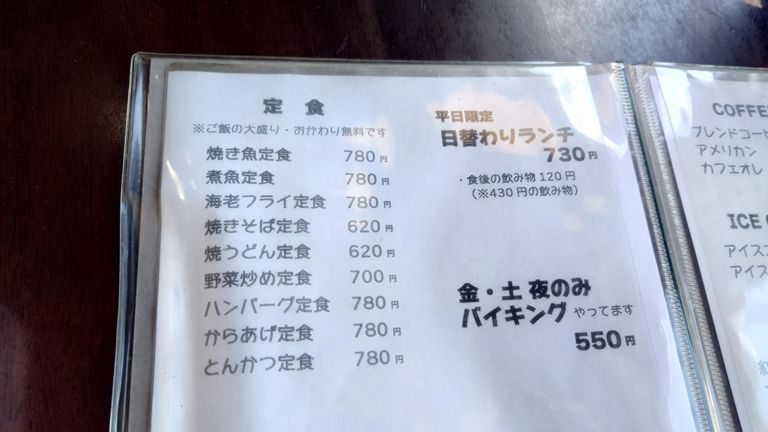 定 食
※ご飯の大盛り・おかわり無料です
焼き魚定食 780円
煮魚定食 780円
海老フライ定食 780円
焼きそば定食 620円
焼うどん定食 620円
野菜炒め定食 700円
ハンバーグ定食 780円
からあげ定食 780円
とんかつ定食 780円
平日限定
日替わりランチ
730円
・食後の飲み物 120円
(※430円の飲み物)
金・土 夜のみ
バイキング やってます
550円
COFFEE
ブレンドコーヒ
アメリカン
カフェオレ
ICE
アイスコ
アイス
紅